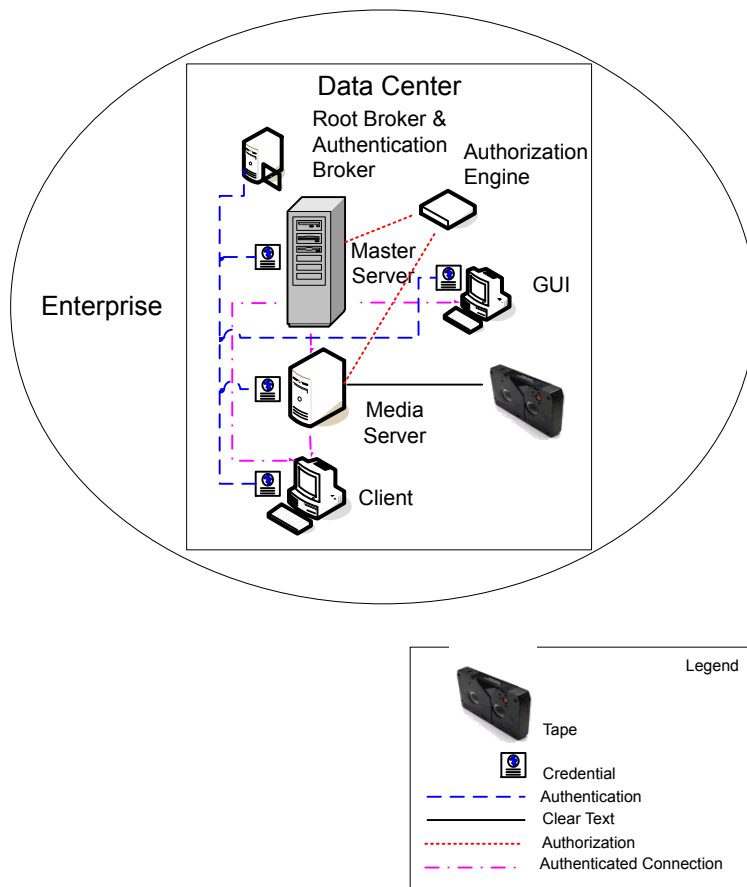 Data Center
Root Broker &
Authentication
Broker
Authorization
Engine
Master
Server
GUI
Enterprise
Media
Server
Client
Legend
Tape
Credential
Authentication
Clear Text
Authorization
Authenticated Connection